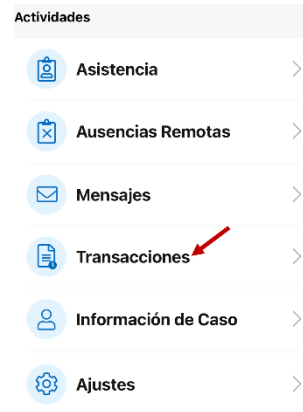 Actividades
Asistencia
Ausencias Remotas
Mensajes
Transacciones
Información de Caso
Ajustes